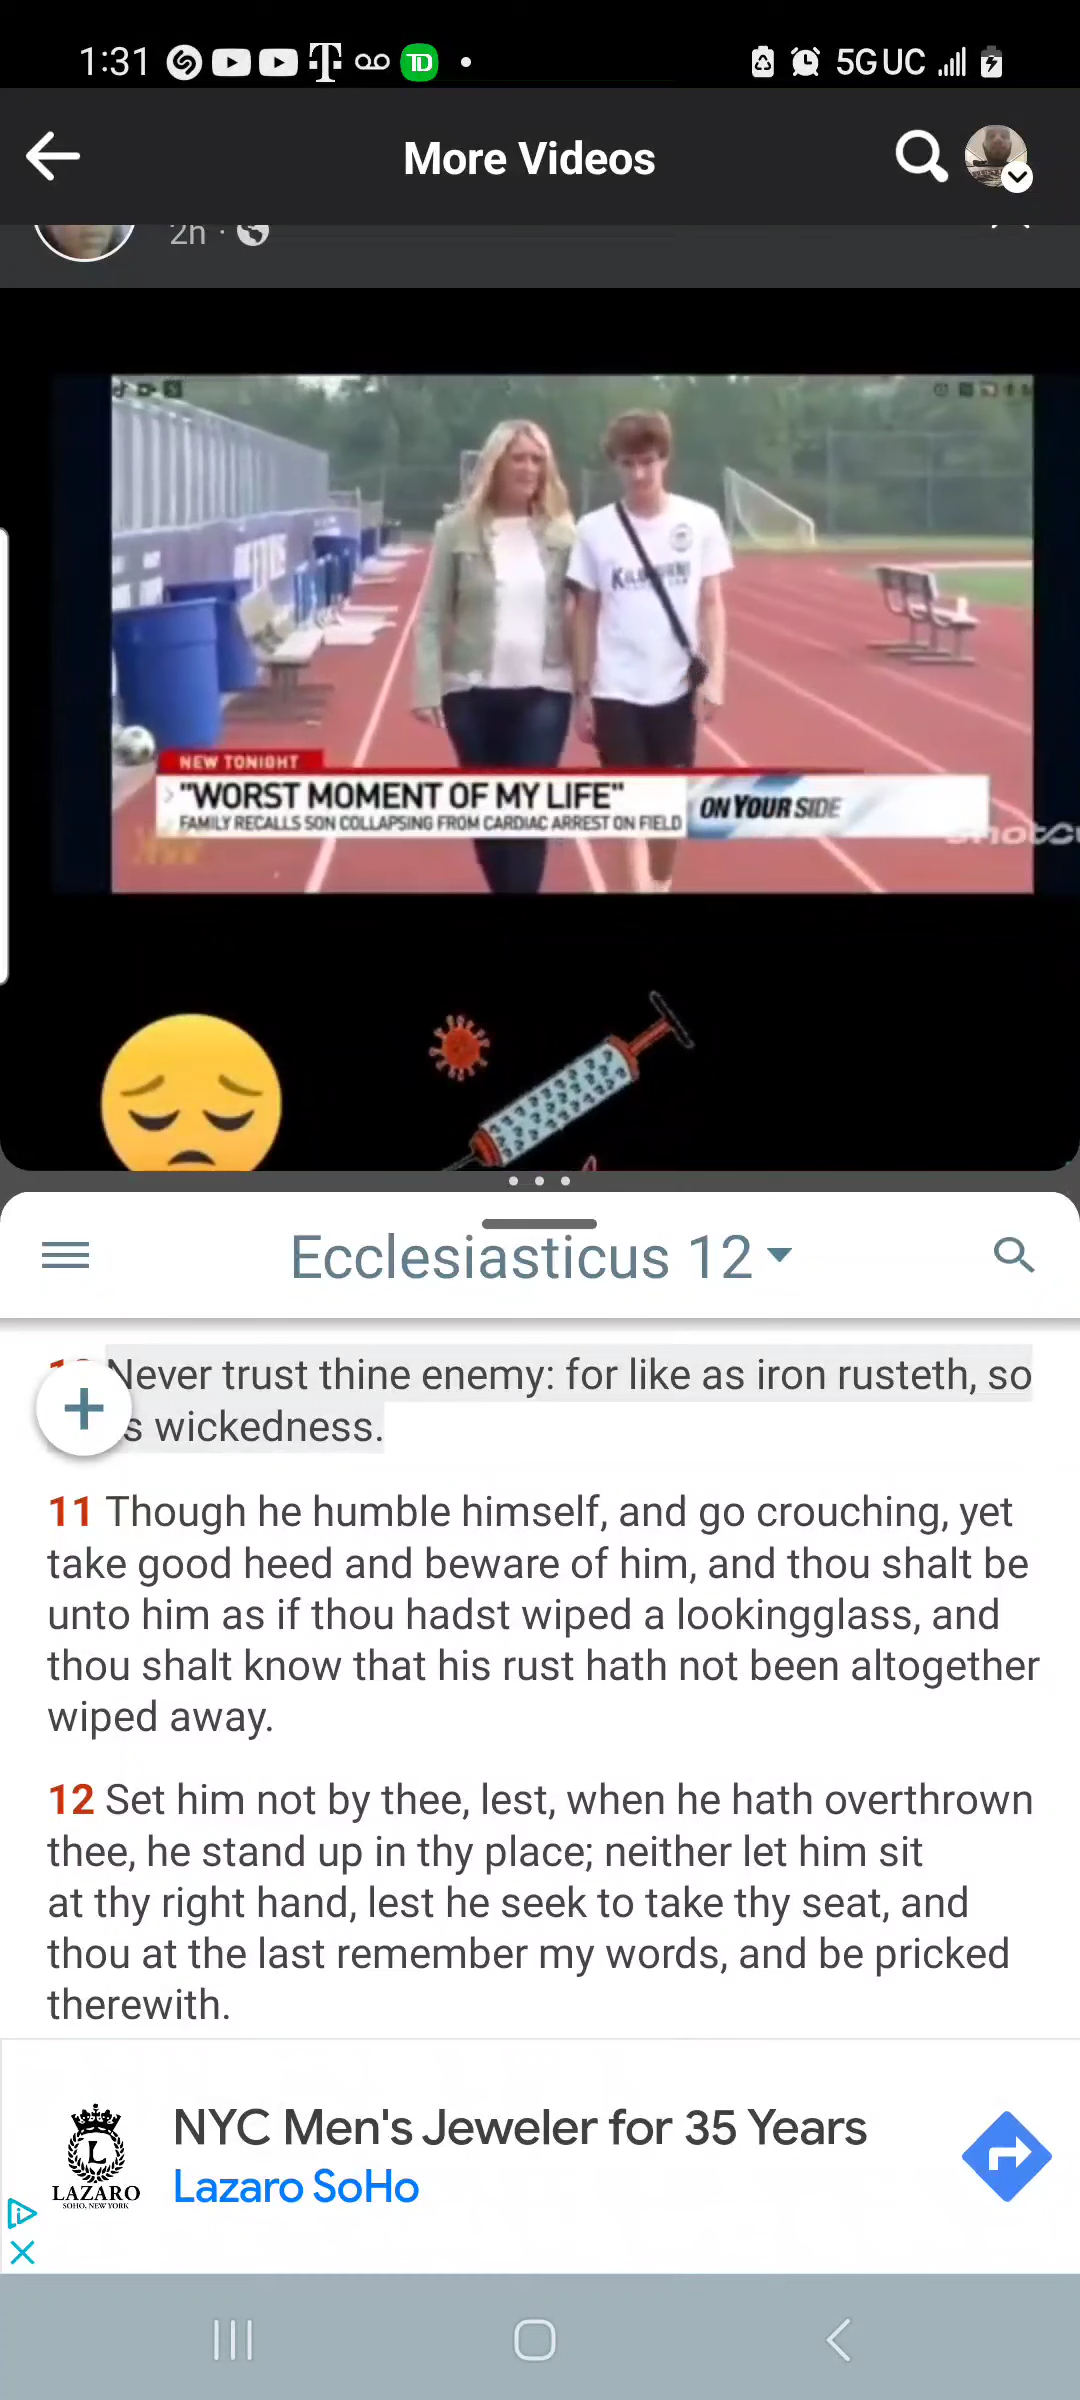 1:31
TD
5G UC
More Videos
2h ·
NEW TONIGHT
"WORST MOMENT OF MY LIFE"
FAMILY RECALLS SON COLLAPSING FROM CARDIAC ARREST ON FIELD
ON YOUR SIDE
Ecclesiasticus 12
Never trust thine enemy: for like as iron rusteth, so
wickedness.
11 Though he humble himself, and go crouching, yet
take good heed and beware of him, and thou shalt be
unto him as if thou hadst wiped a lookingglass, and
thou shalt know that his rust hath not been altogether
wiped away.
12 Set him not by thee, lest, when he hath overthrown
thee, he stand up in thy place; neither let him sit
at thy right hand, lest he seek to take thy seat, and
thou at the last remember my words, and be pricked
therewith.
L
LAZARO
SOHO, NEW YORK
NYC Men's Jeweler for 35 Years
Lazaro SoHo